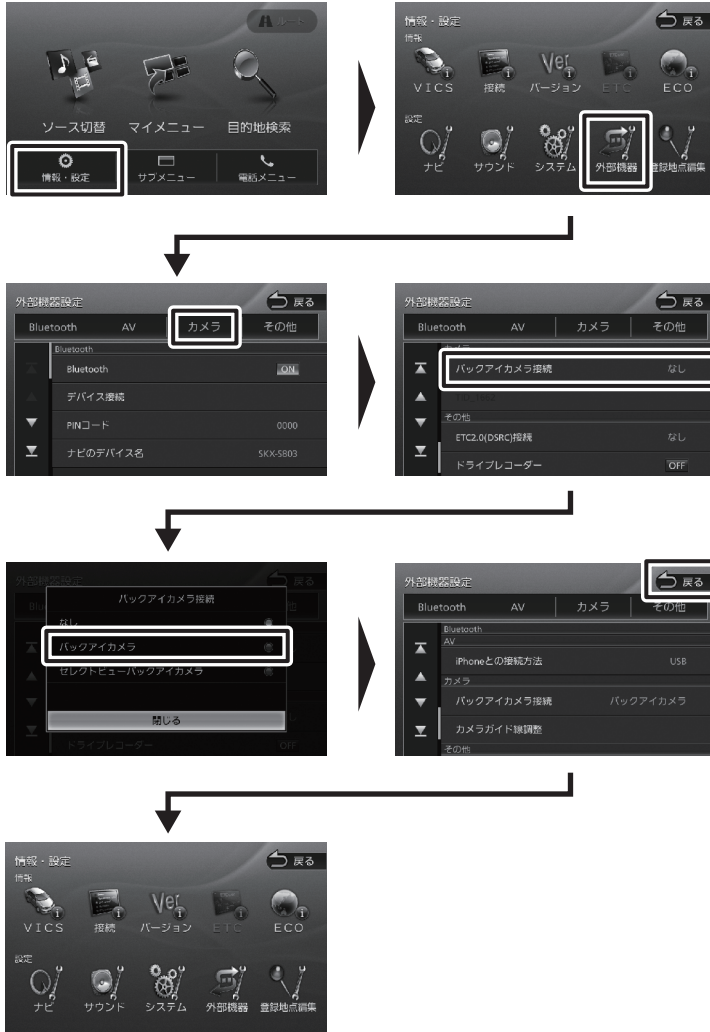 ルート
ソース切替 マイメニュー 目的地検索
情報・設定 サブメニュー 電話メニュー
情報・設定 戻る
情報
VICS 接続 バージョン ETC ECO
設定
ナビ サウンド システム 外部機器 登録地点編集
外部機器設定 戻る
Bluetooth AV カメラ その他
Bluetooth
Bluetooth ON
デバイス接続
PINコード 0000
ナビのデバイス名 SKX-S803
外部機器設定 戻る
Bluetooth AV カメラ その他
カメラ
バックアイカメラ接続 なし
その他
ETC2.0(DSRC)接続 なし
ドライブレコーダー OFF
外部機器設定 戻る
バックアイカメラ接続
なし
バックアイカメラ
セレクトビューバックアイカメラ
閉じる
ドライブレコーダー OFF
外部機器設定 戻る
Bluetooth AV カメラ その他
Bluetooth
AV
iPhoneとの接続方法 USB
カメラ
バックアイカメラ接続 バックアイカメラ
カメラガイド線調整
その他
情報・設定 戻る
情報
VICS 接続 バージョン ETC ECO
設定
ナビ サウンド システム 外部機器 登録地点編集